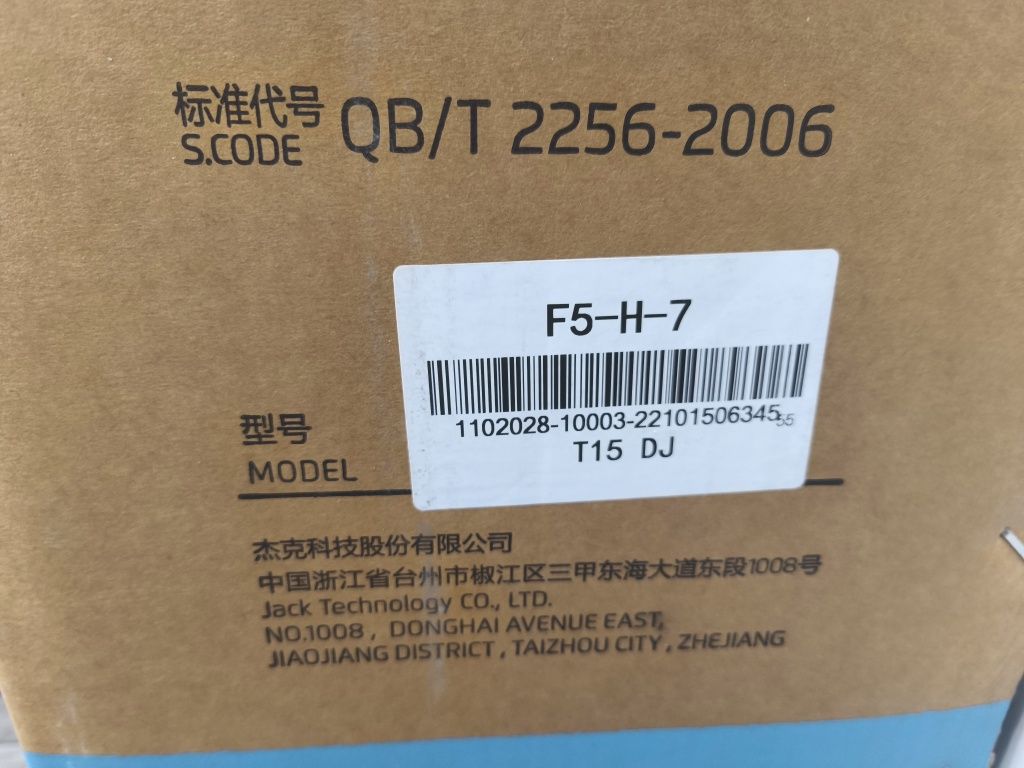 标准代号
S.CODE
QB/T 2256-2006
F5-H-7
1102028-10003-2210150634555
T15 DJ
型号
MODEL
杰克科技股份有限公司
中国浙江省台州市椒江区三甲东海大道东段1008号
Jack Technology CO., LTD.
NO.1008, DONGHAI AVENUE EAST,
JIAOJIANG DISTRICT, TAIZHOU CITY, ZHEJIANG